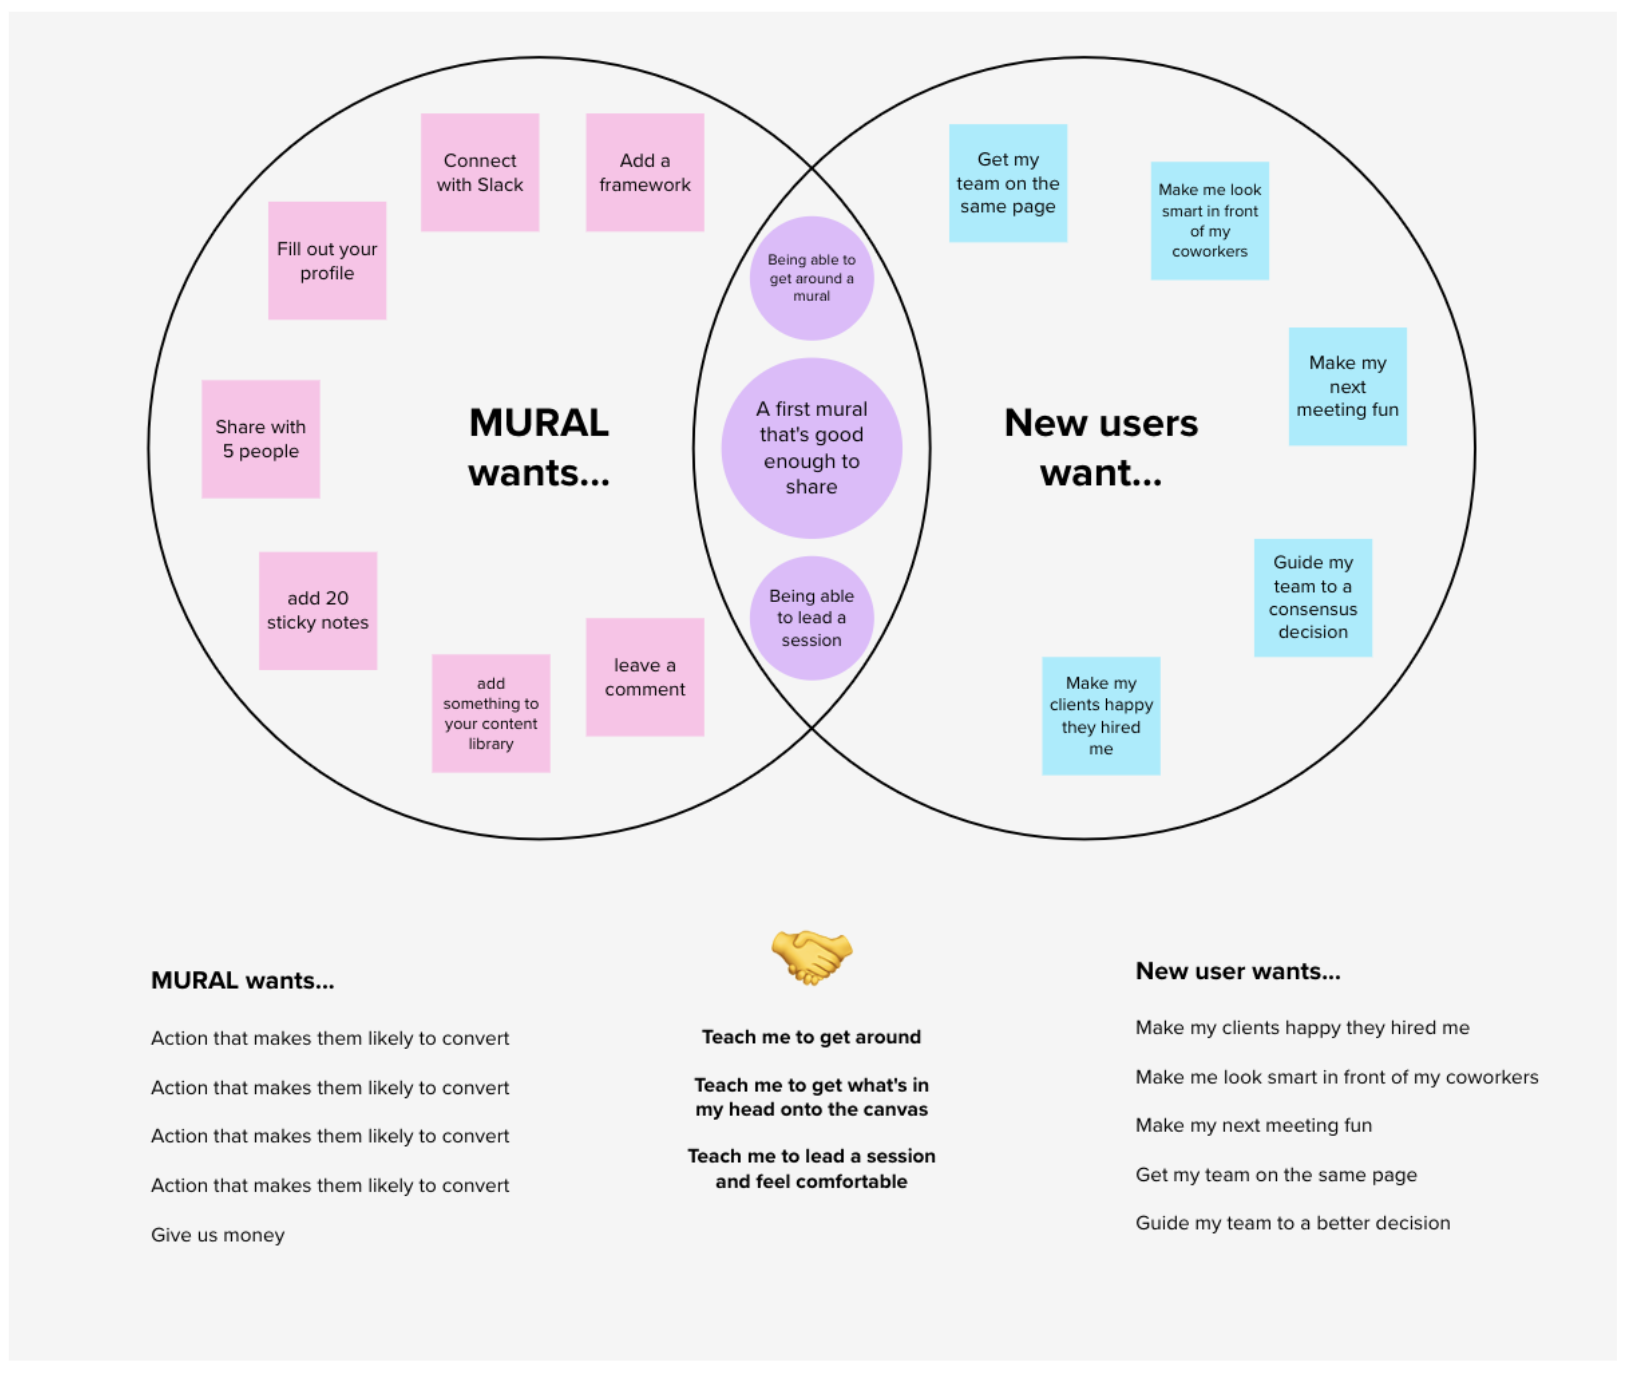 Connect
with Slack
Add a
framework
Fill out your
profile
Share with
5 people
add 20
sticky notes
add
something to
your content
library
leave a
comment
MURAL
wants...
Being able to
get around a
mural
A first mural
that's good
enough to
share
Being able
to lead a
session
New users
want...
Get my
team on the
same page
Make me look
smart in front
of my
coworkers
Make my
next
meeting fun
Guide my
team to a
consensus
decision
Make my
clients happy
they hired
me
MURAL wants...
Action that makes them likely to convert
Action that makes them likely to convert
Action that makes them likely to convert
Action that makes them likely to convert
Give us money
Teach me to get around
Teach me to get what's in
my head onto the canvas
Teach me to lead a session
and feel comfortable
New user wants...
Make my clients happy they hired me
Make me look smart in front of my coworkers
Make my next meeting fun
Get my team on the same page
Guide my team to a better decision